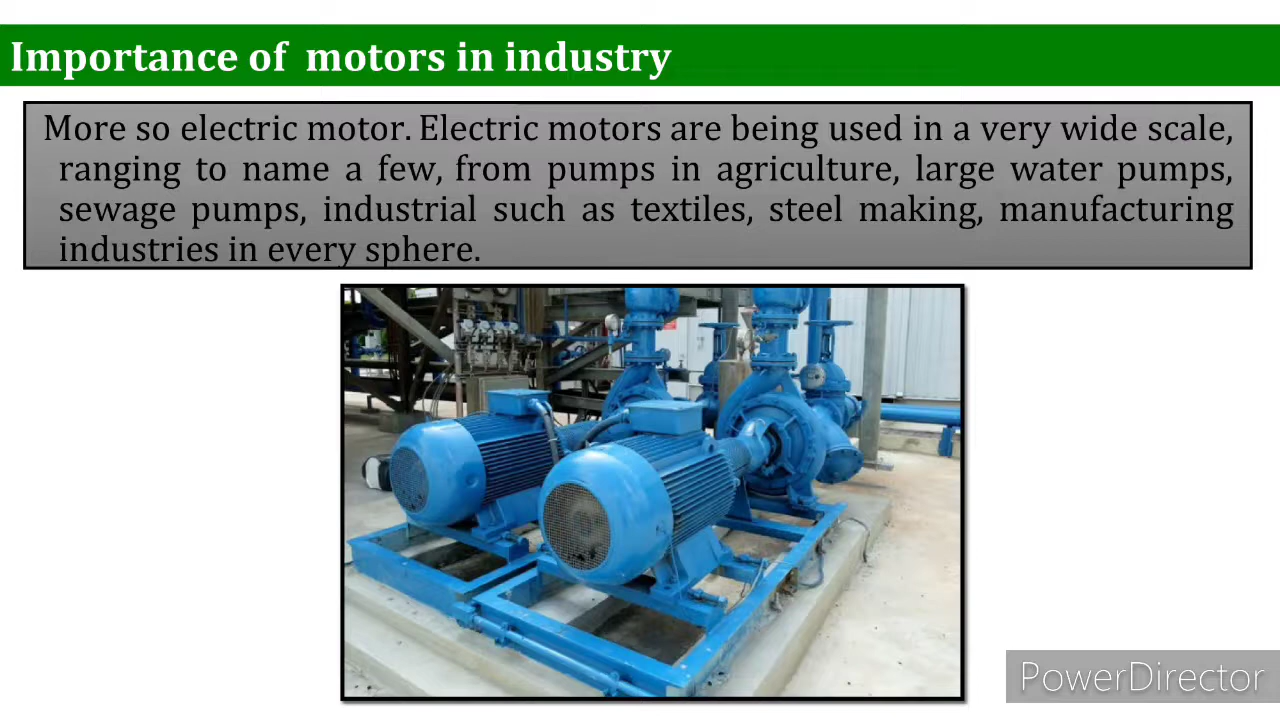 Importance of  motors in industry
More so electric motor. Electric motors are being used in a very wide scale,
ranging to name a few, from pumps in agriculture, large water pumps,
sewage pumps, industrial such as textiles, steel making, manufacturing
industries in every sphere.
PowerDirector